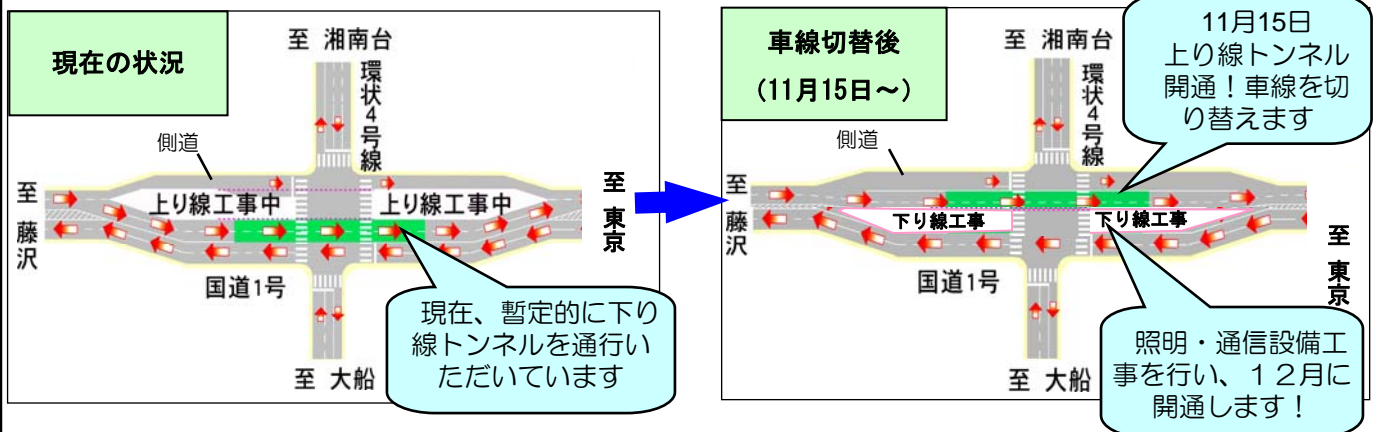 現在の状況
至 湘南台
環状4号線
側道
至 藤沢
上り線工事中
上り線工事中
至 東京
国道1号
至 大船
現在、暫定的に下り
線トンネルを通行い
ただいています
車線切替後
(11月15日～)
至 湘南台
環状4号線
11月15日
上り線トンネル
開通！車線を切
り替えます
側道
至 藤沢
下り線工事
下り線工事
至 東京
国道1号
至 大船
照明・通信設備工
事を行い、１２月に
開通します！